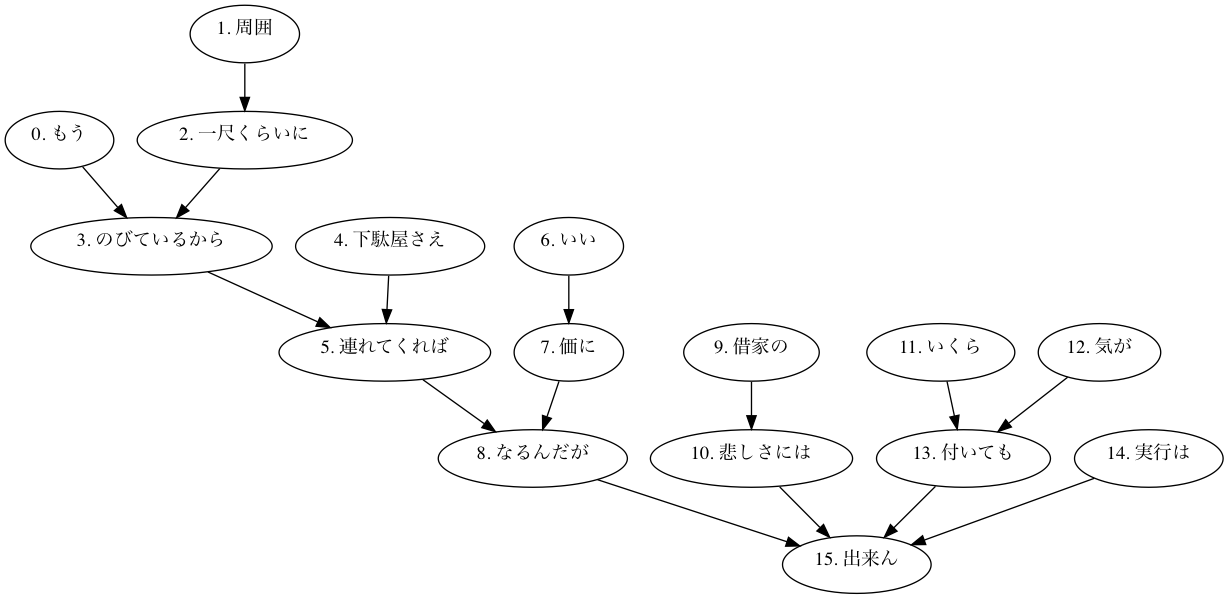 1. 周囲
0. もう
2. 一尺くらいに
3. のびているから
4. 下駄屋さえ
6. いい
5. 連れてくれば
7. 価に
9. 借家の
11. いくら
12. 気が
8. なるんだが
10. 悲しさには
13. 付いても
14. 実行は
15. 出来ん